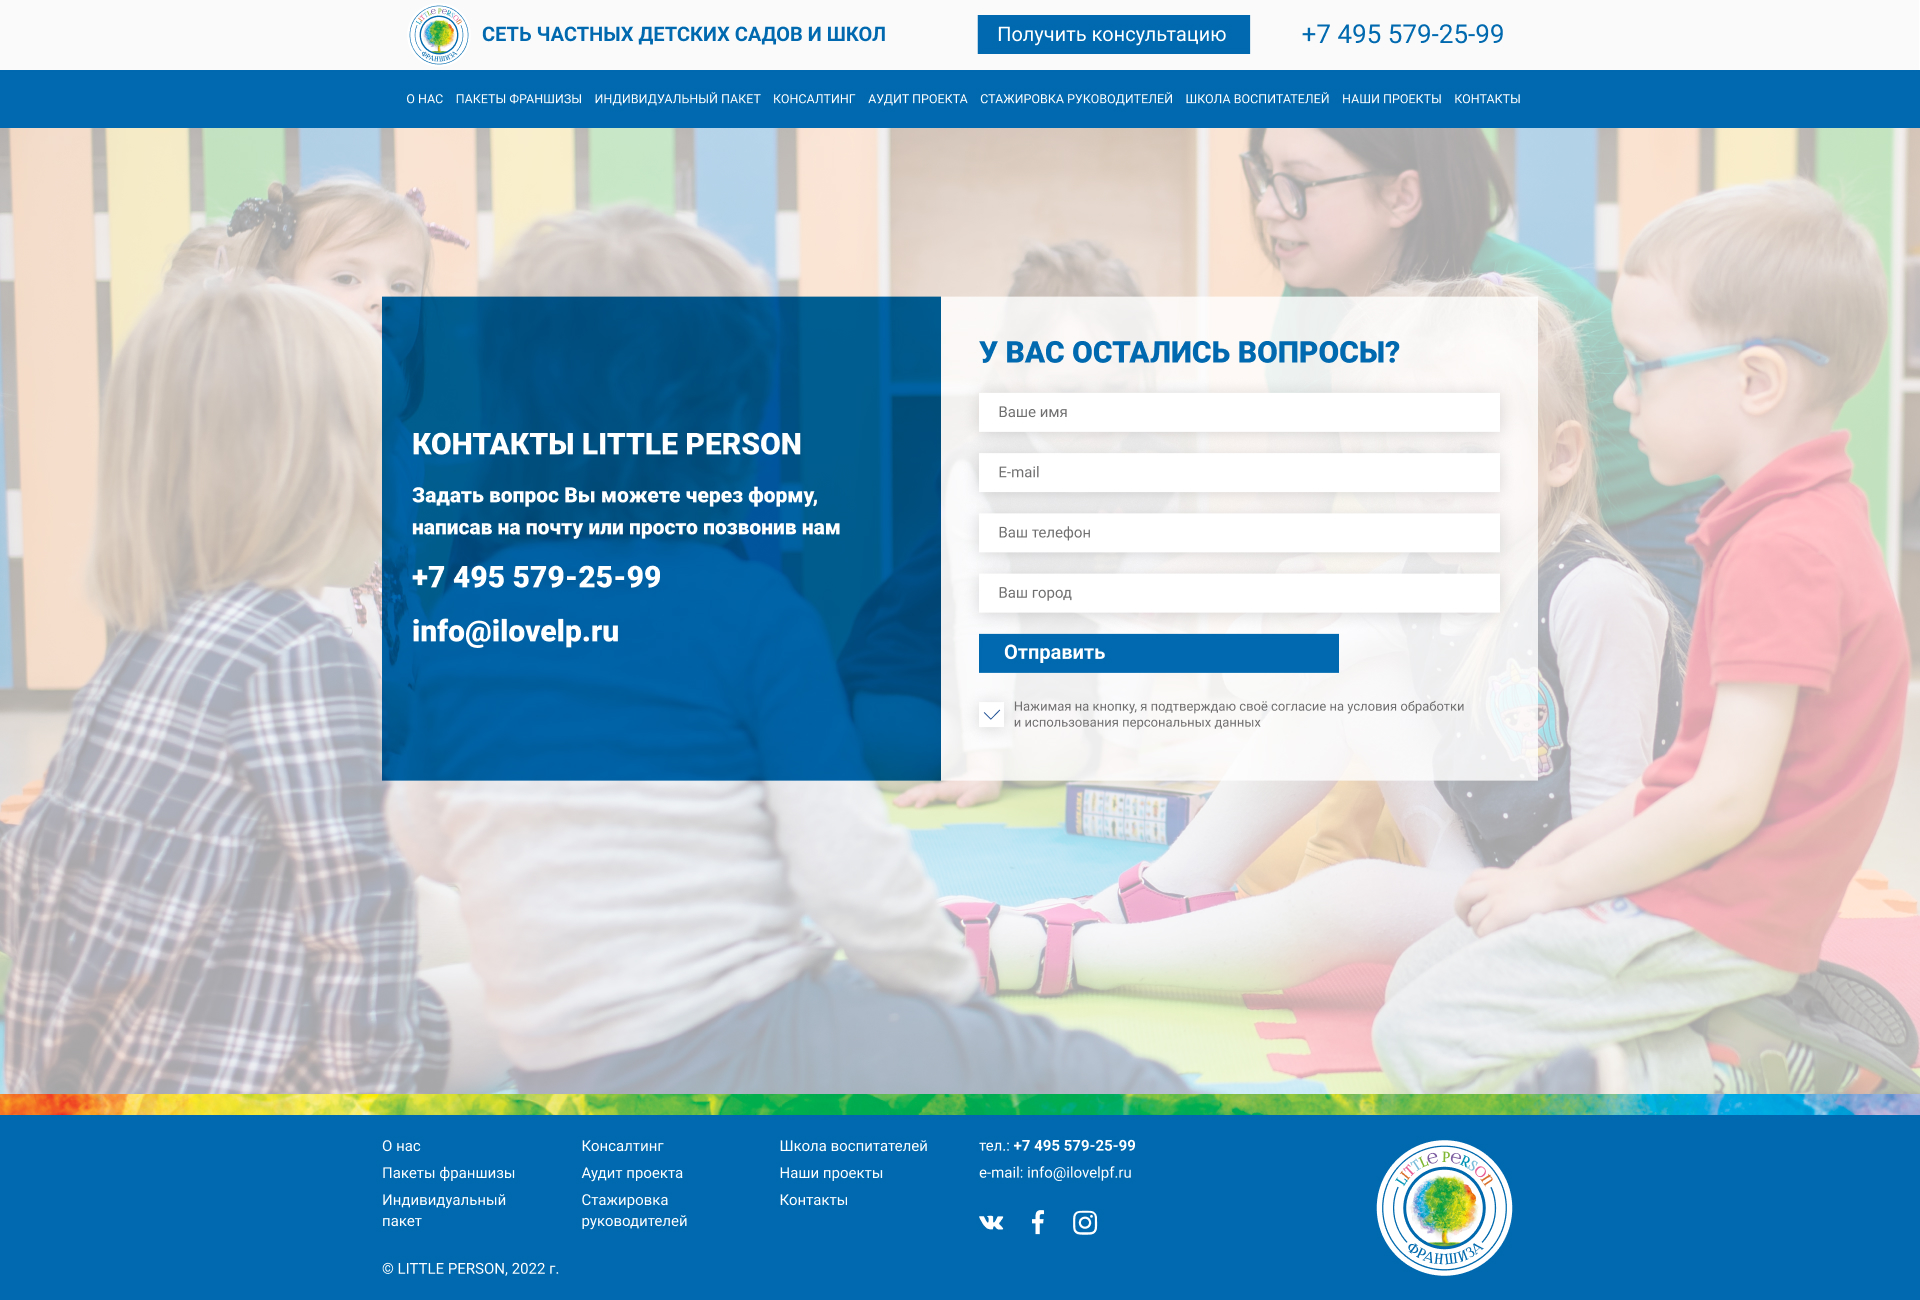 LITTLE PERSON
ФРАНШИЗА
СЕТЬ ЧАСТНЫХ ДЕТСКИХ САДОВ И ШКОЛ
Получить консультацию
+7 495 579-25-99
О НАС ПАКЕТЫ ФРАНШИЗЫ ИНДИВИДУАЛЬНЫЙ ПАКЕТ КОНСАЛТИНГ АУДИТ ПРОЕКТА СТАЖИРОВКА РУКОВОДИТЕЛЕЙ ШКОЛА ВОСПИТАТЕЛЕЙ НАШИ ПРОЕКТЫ КОНТАКТЫ
КОНТАКТЫ LITTLE PERSON
Задать вопрос Вы можете через форму,
написав на почту или просто позвонив нам
+7 495 579-25-99
info@ilovelp.ru
У ВАС ОСТАЛИСЬ ВОПРОСЫ?
Ваше имя
E-mail
Ваш телефон
Ваш город
Отправить
Нажимая на кнопку, я подтверждаю своё согласие на условия обработки
и использования персональных данных
О нас
Пакеты франшизы
Индивидуальный
пакет
Консалтинг
Аудит проекта
Стажировка
руководителей
Школа воспитателей
Наши проекты
Контакты
тел.: +7 495 579-25-99
e-mail: info@ilovelpf.ru
LITTLE PERSON
ФРАНШИЗА
© LITTLE PERSON, 2022 г.